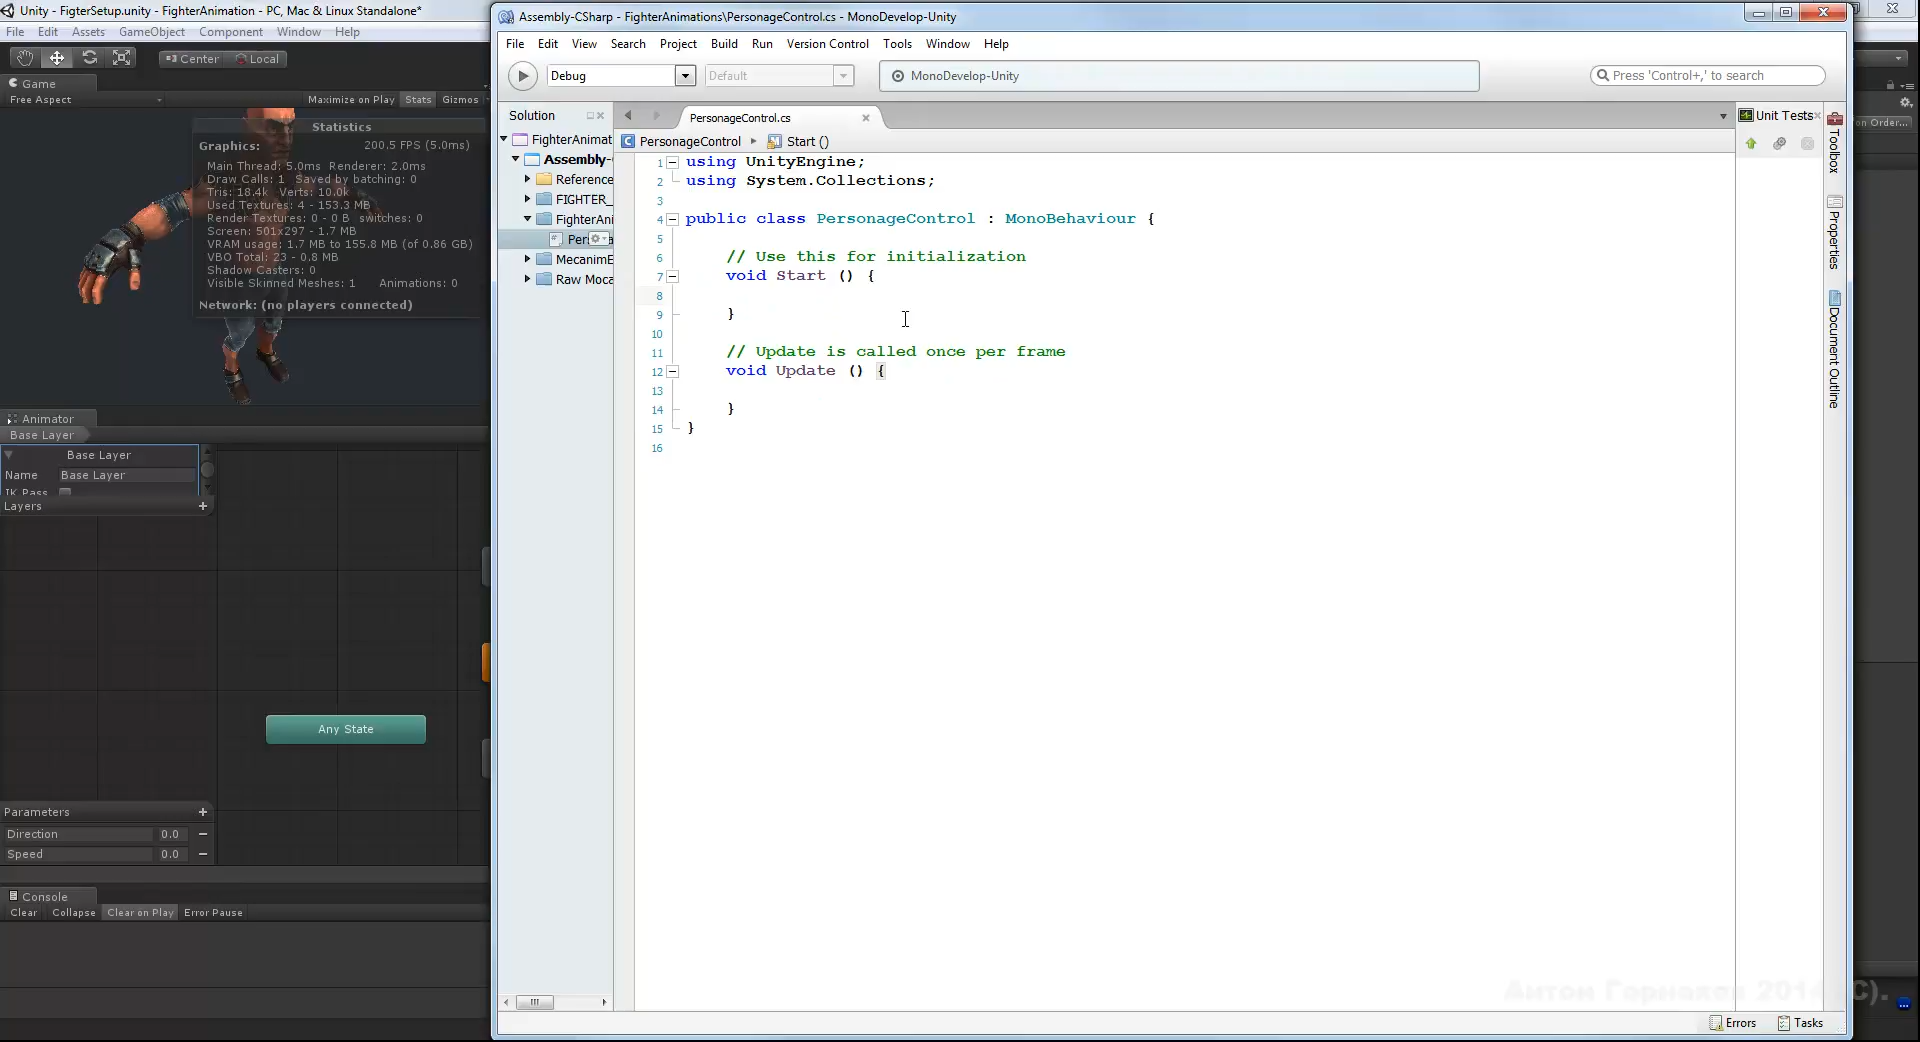 Unity - FigterSetup.unity - FighterAnimation - PC, Mac & Linux Standalone*
File Edit Assets GameObject Component Window Help
Center Local
Game
Free Aspect Maximize on Play Stats Gizmos
Statistics
Graphics: 200.5 FPS (5.0ms)
Main Thread: 5.0ms Renderer: 2.0ms
Draw Calls: 1 Saved by batching: 0
Tris: 18.4k Verts: 10.0k
Used Textures: 4 - 153.3 MB
Render Textures: 0 - 0 B switches: 0
Screen: 501x297 - 1.7 MB
VRAM usage: 1.7 MB to 155.8 MB (of 0.86 GB)
VBO Total: 23 - 0.8 MB
Shadow Casters: 0
Visible Skinned Meshes: 1 Animations: 0
Network: (no players connected)
Animator
Base Layer
Base Layer
Name Base Layer
IK Pass
Layers +
Any State
Parameters +
Direction 0.0
Speed 0.0
Console
Clear Collapse Clear on Play Error Pause
Assembly-CSharp - FighterAnimations\PersonageControl.cs - MonoDevelop-Unity
File Edit View Search Project Build Run Version Control Tools Window Help
Debug Default MonoDevelop-Unity Press 'Control+,' to search
Solution
FighterAnimat
Assembly-
Reference
FIGHTER_
FighterAni
Per
MecanimE
Raw Moca
PersonageControl.cs
PersonageControl Start ()
1 using UnityEngine;
2 using System.Collections;
3
4 public class PersonageControl : MonoBehaviour {
5
6 // Use this for initialization
7 void Start () {
8
9 }
10
11 // Update is called once per frame
12 void Update () {
13
14 }
15 }
16
Unit Tests
Toolbox
Properties
Document Outline
on Order...
Антон Горнаков 2014 (C).
Errors Tasks